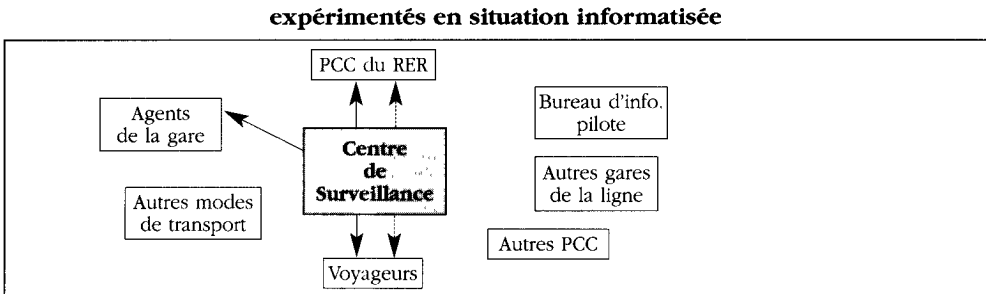 expérimentés en situation informatisée
PCC du RER
Agents
de la gare
Bureau d'info.
pilote
Centre
de
Surveillance
Autres modes
de transport
Autres gares
de la ligne
Autres PCC
Voyageurs